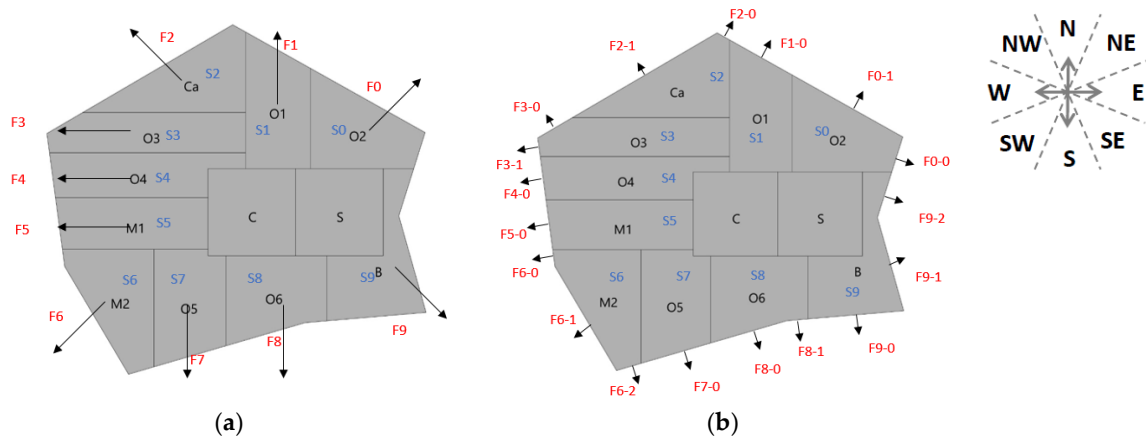 F2
F1
F0
S2
Ca
O1
S1
S0
O2
F3
O3
S3
F4
O4
S4
F5
M1
S5
C
S
S6
M2
S7
O5
S8
O6
S9
B
F6
F7
F8
F9
(a)
F2-0
F1-0
F2-1
F0-1
S2
Ca
O1
S1
S0
O2
F3-0
O3
S3
F3-1
F0-0
F4-0
O4
S4
F9-2
F5-0
M1
S5
C
S
F6-0
F9-1
S6
M2
S7
O5
S8
O6
B
S9
F6-1
F6-2
F7-0
F8-0
F8-1
F9-0
(b)
N
NW
NE
W
E
SW
SE
S